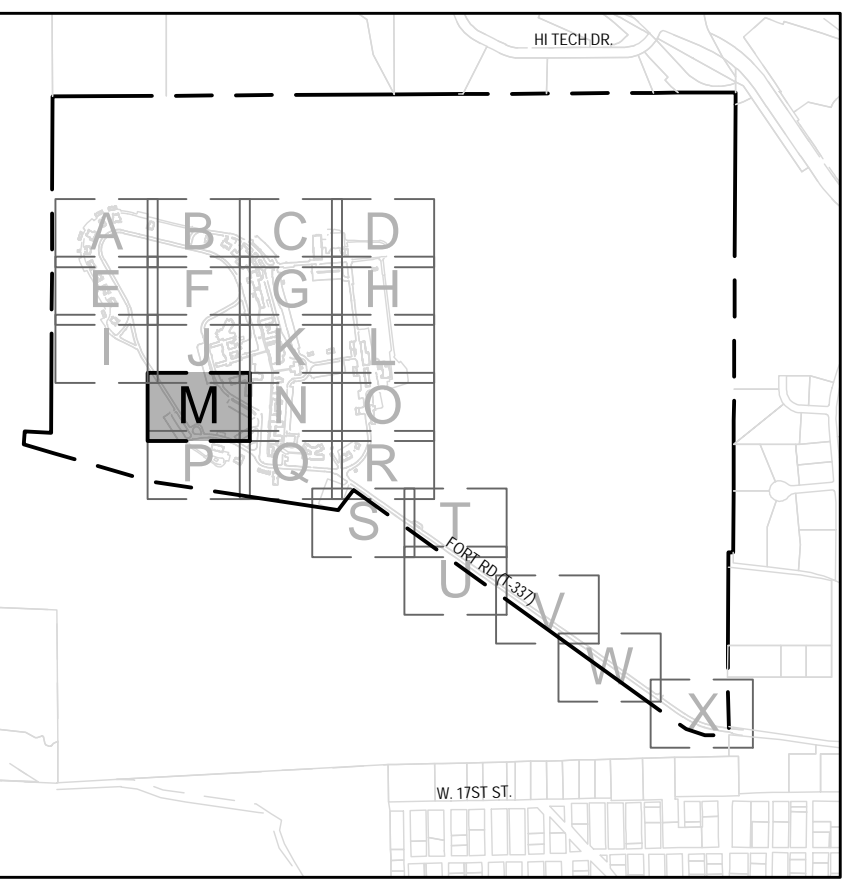 HI TECH DR.
A B C D
E F G H
I J K L
M N O
P Q R
S T
U
FORT RD (T-337)
V
W
X
W. 17ST ST.